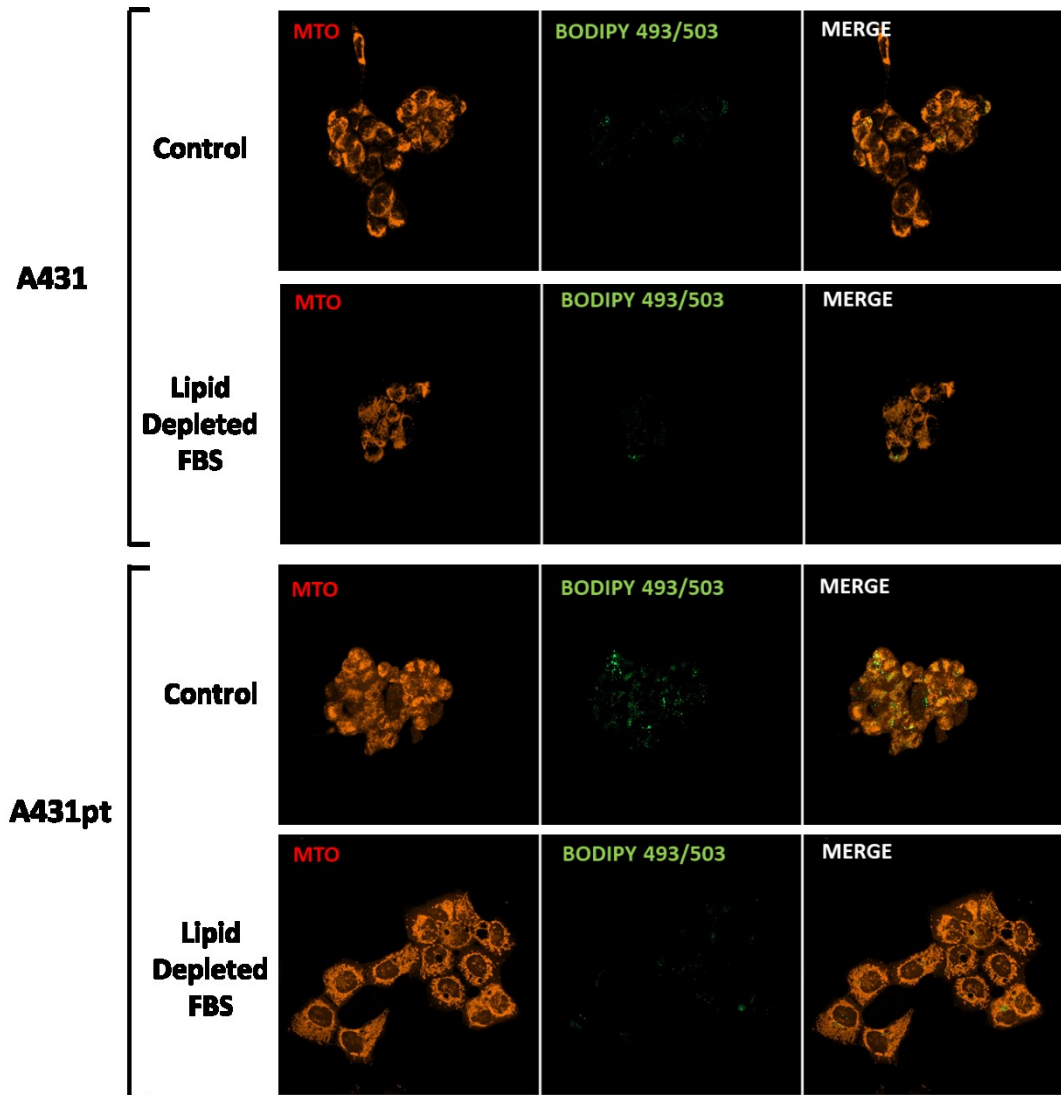 MTO BODIPY 493/503 MERGE
Control
A431
MTO BODIPY 493/503 MERGE
Lipid
Depleted
FBS
MTO BODIPY 493/503 MERGE
Control
A431pt
MTO BODIPY 493/503 MERGE
Lipid
Depleted
FBS